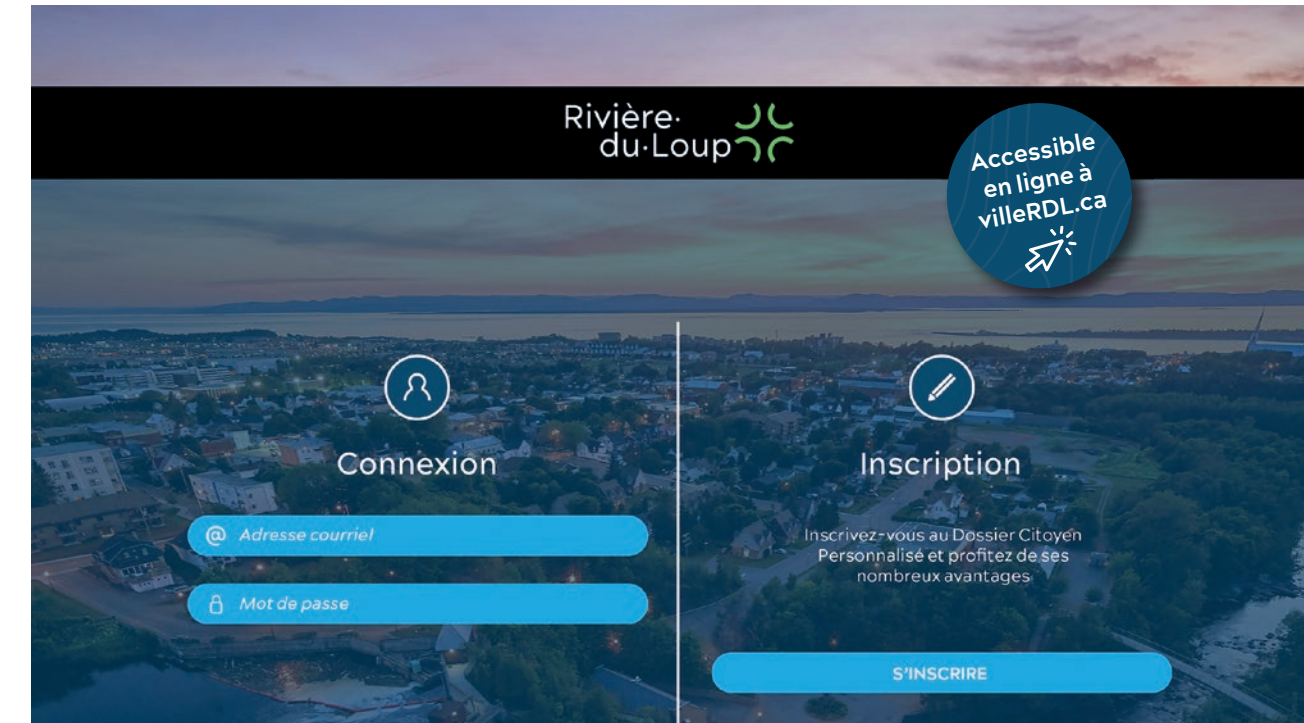 Rivière·
du·Loup
Accessible
en ligne à
villeRDL.ca
Connexion
@ Adresse courriel
Mot de passe
Inscription
Inscrivez-vous au Dossier Citoyen
Personnalisé et profitez de ses
nombreux avantages
S'INSCRIRE